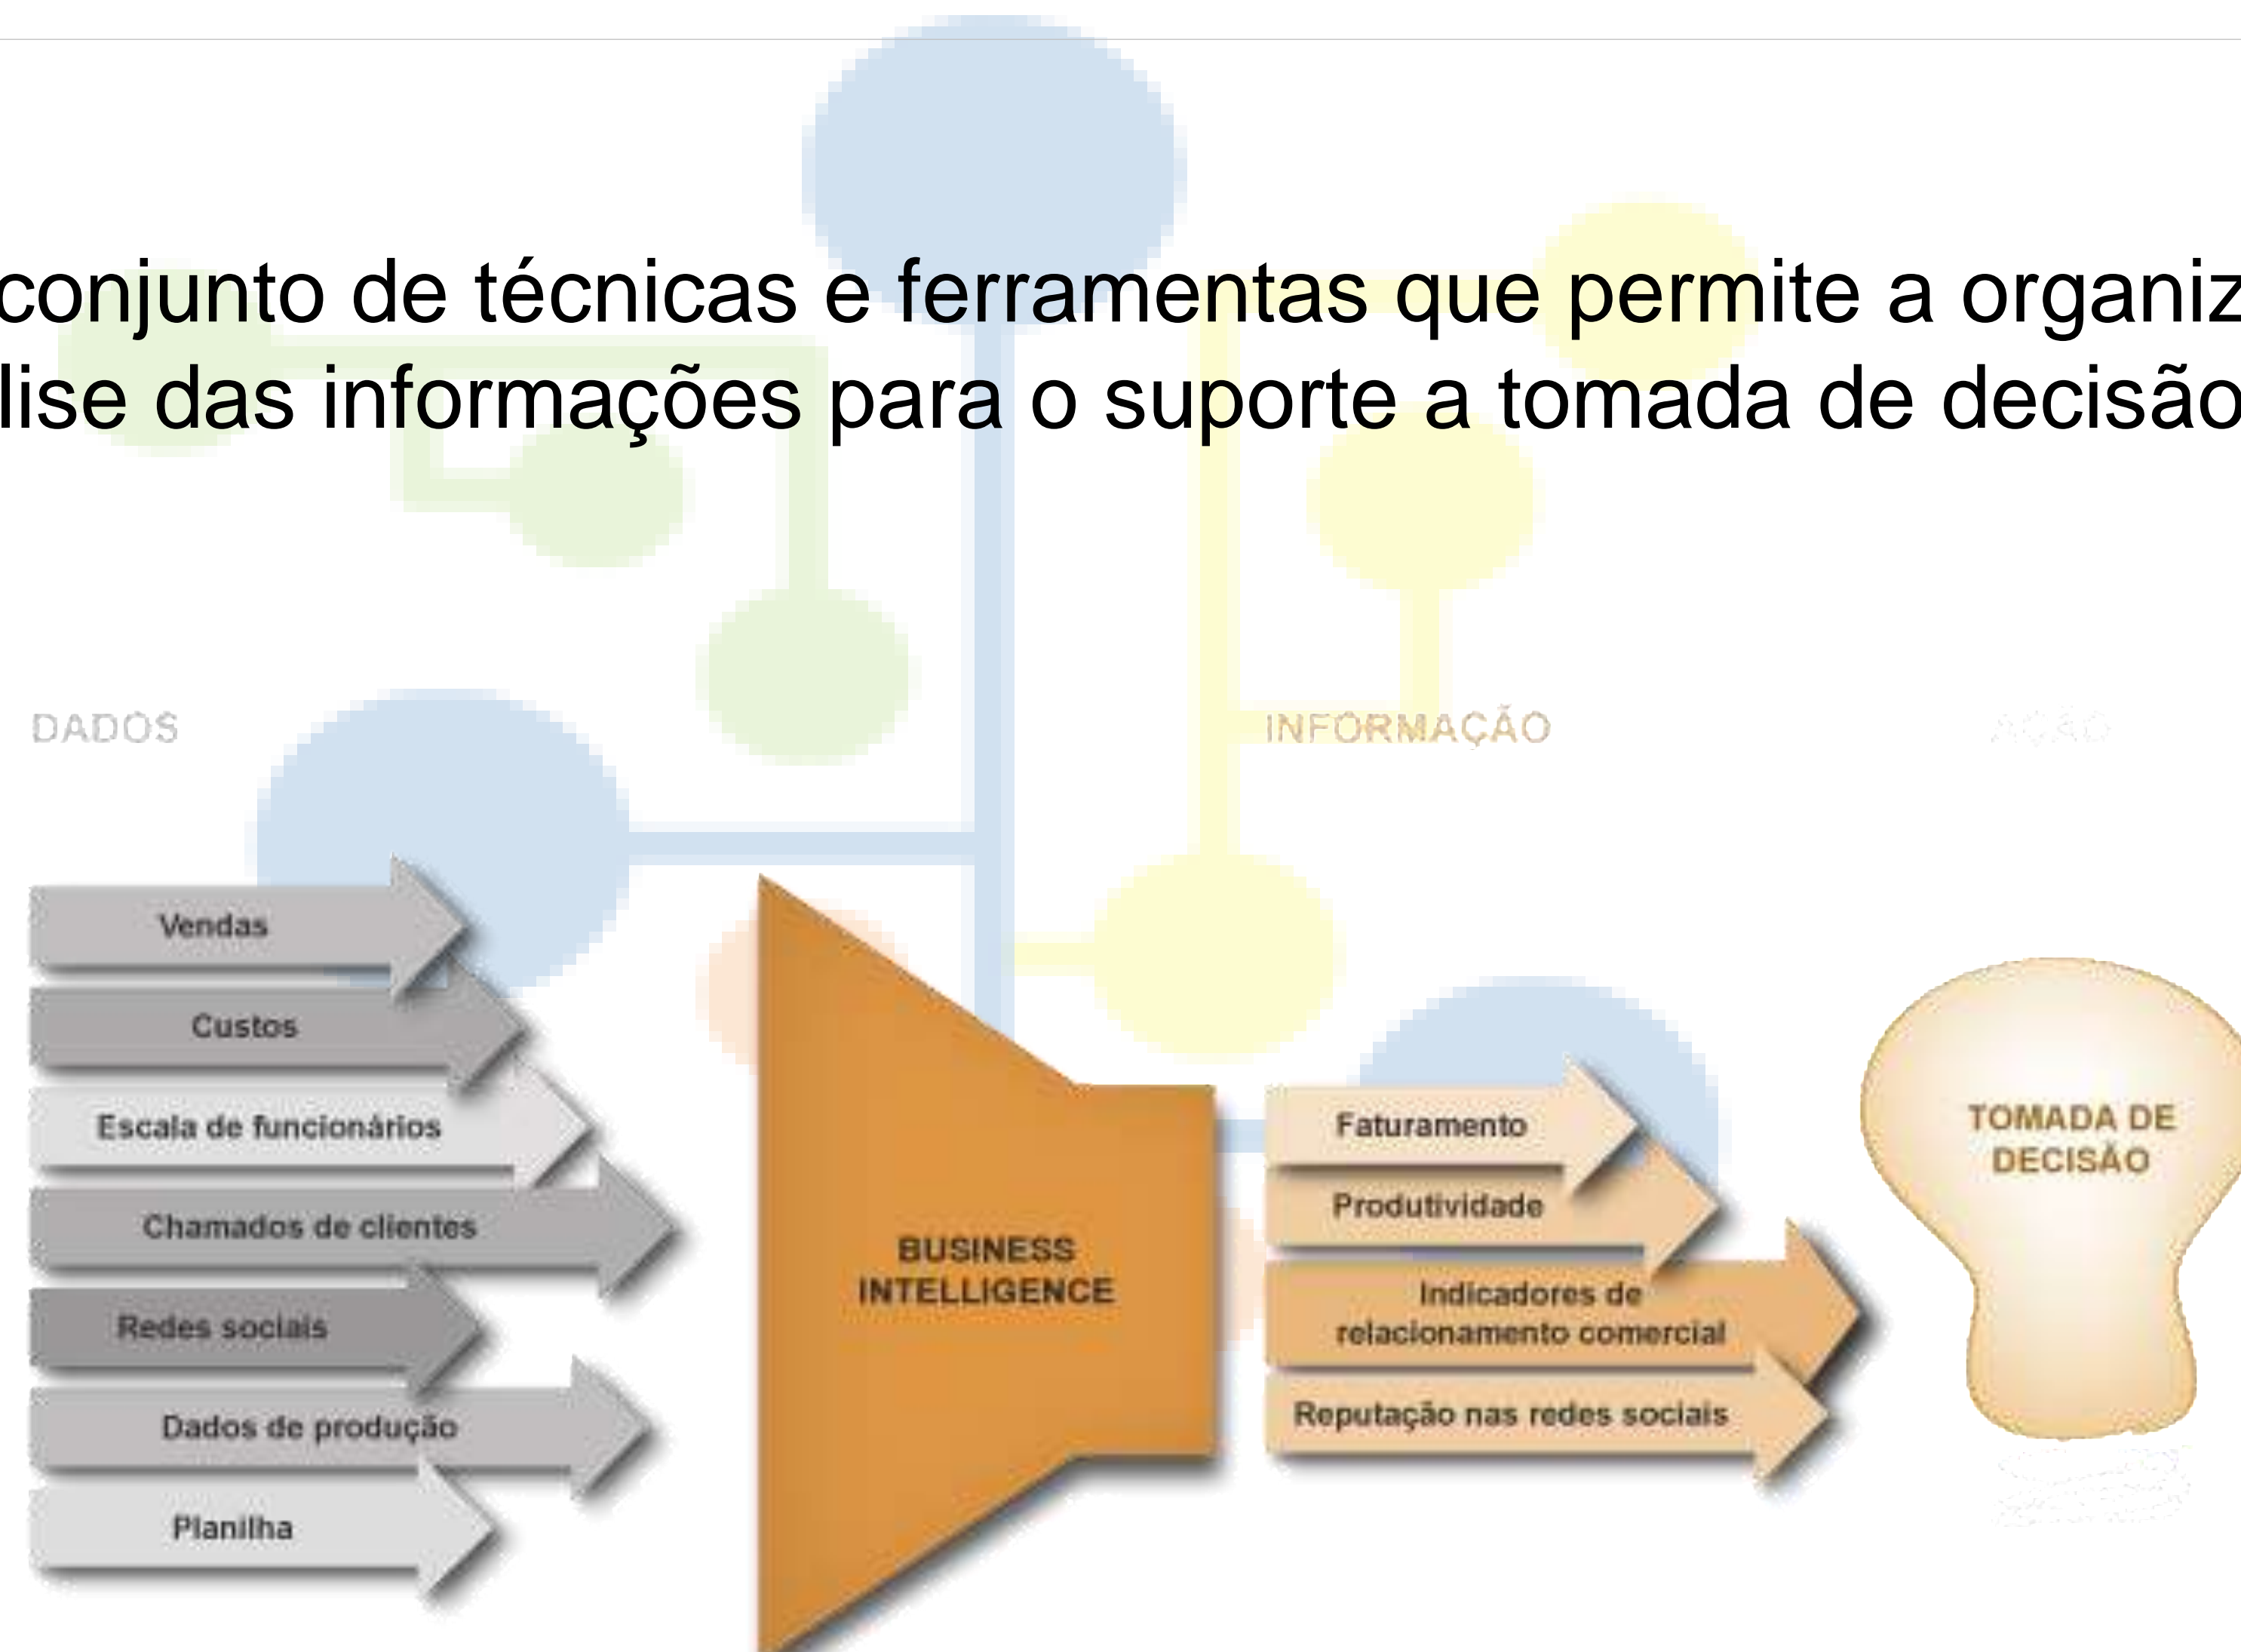 conjunto de técnicas e ferramentas que permite a organiz
lise das informações para o suporte a tomada de decisão
DADOS
INFORMAÇÃO
AÇÃO
Vendas
Custos
Escala de funcionários
Chamados de clientes
Redes sociais
Dados de produção
Planilha
BUSINESS
INTELLIGENCE
Faturamento
Produtividade
Indicadores de
relacionamento comercial
Reputação nas redes sociais
TOMADA DE
DECISÃO